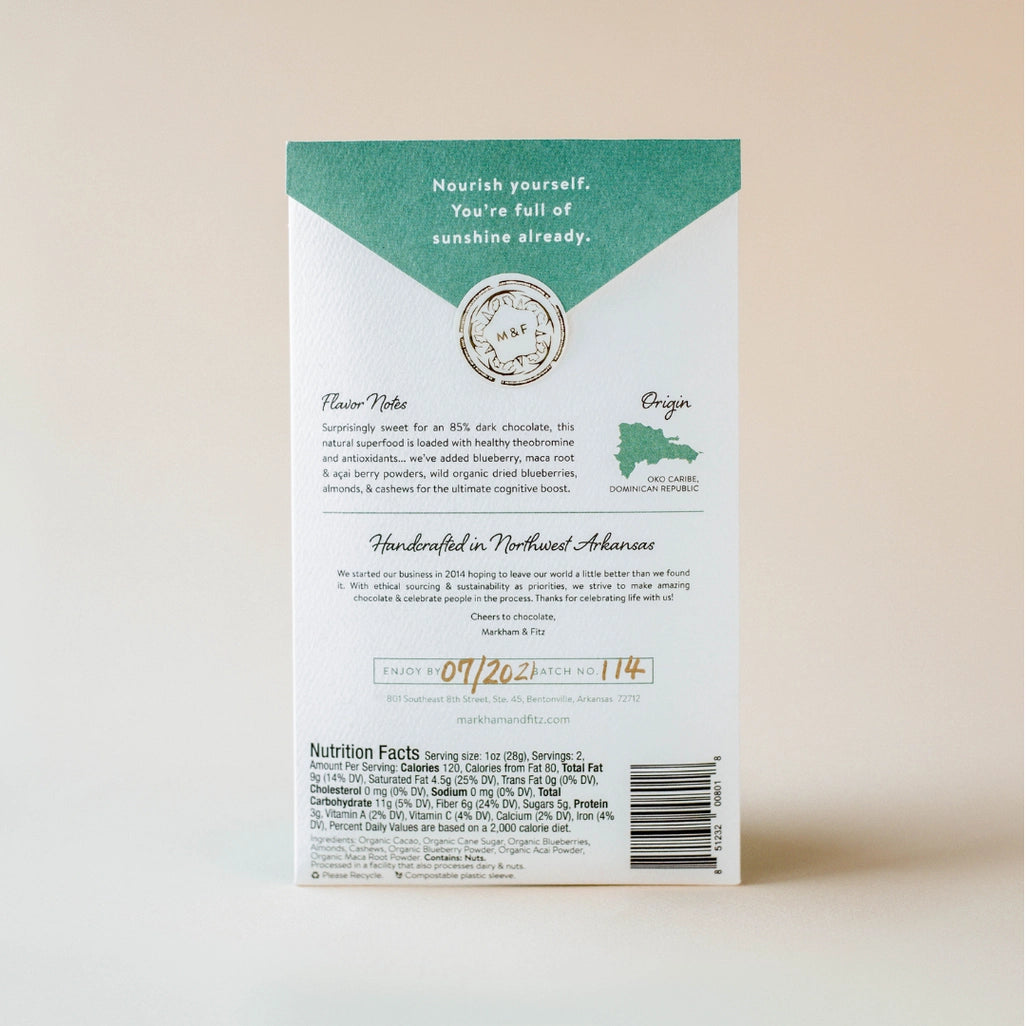 Nourish yourself.
You're full of
sunshine already.
M & F
Flavor Notes
Surprisingly sweet for an 85% dark chocolate, this
natural superfood is loaded with healthy theobromine
and antioxidants... we've added blueberry, maca root
& açai berry powders, wild organic dried blueberries,
almonds, & cashews for the ultimate cognitive boost.
Origin
OKO CARIBE,
DOMINICAN REPUBLIC
Handcrafted in Northwest Arkansas
We started our business in 2014 hoping to leave our world a little better than we found
it. With ethical sourcing & sustainability as priorities, we strive to make amazing
chocolate & celebrate people in the process. Thanks for celebrating life with us!
Cheers to chocolate,
Markham & Fitz
ENJOY BY 07/2021 BATCH NO. 114
801 Southeast 8th Street, Ste. 45, Bentonville, Arkansas 72712
markhamandfitz.com
Nutrition Facts Serving size: 1oz (28g), Servings: 2,
Amount Per Serving: Calories 120, Calories from Fat 80, Total Fat
9g (14% DV), Saturated Fat 4.5g (25% DV), Trans Fat 0g (0% DV),
Cholesterol 0 mg (0% DV), Sodium 0 mg (0% DV), Total
Carbohydrate 11g (5% DV), Fiber 6g (24% DV), Sugars 5g, Protein
3g, Vitamin A (2% DV), Vitamin C (4% DV), Calcium (2% DV), Iron (4%
DV), Percent Daily Values are based on a 2,000 calorie diet.
Ingredients: Organic Cacao, Organic Cane Sugar, Organic Blueberries,
Almonds, Cashews, Organic Blueberry Powder, Organic Acai Powder,
Organic Maca Root Powder. Contains: Nuts.
Processed in a facility that also processes dairy & nuts.
Please Recycle. Compostable plastic sleeve.
8 51232 00801 8